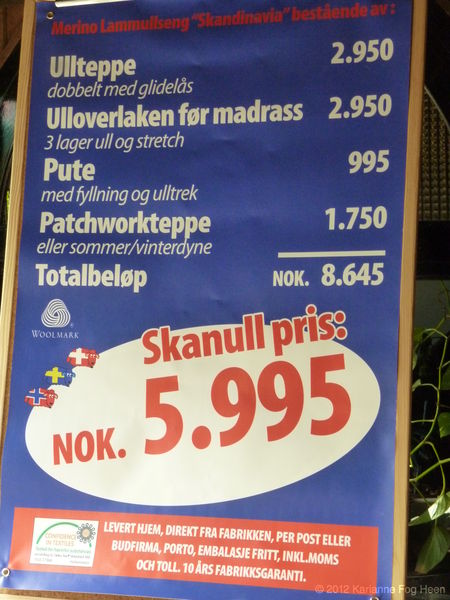 Merino Lammullseng "Skandinavia" bestående av :
Ullteppe 2.950
dobbelt med glidelås
Ulloverlaken før madrass 2.950
3 lager ull og stretch
Pute 995
med fyllning og ulltrek
Patchworkteppe 1.750
eller sommer/vinterdyne
Totalbeløp NOK. 8.645
WOOLMARK
Skanull pris:
NOK. 5.995
CONFIDENCE
IN TEXTILES
LEVERT HJEM, DIREKT FRA FABRIKKEN, PER POST ELLER
BUDFIRMA, PORTO, EMBALASJE FRITT, INKL.MOMS
OCH TOLL. 10 ÅRS FABRIKKSGARANTI.
© 2012 Karianne Fog Heen